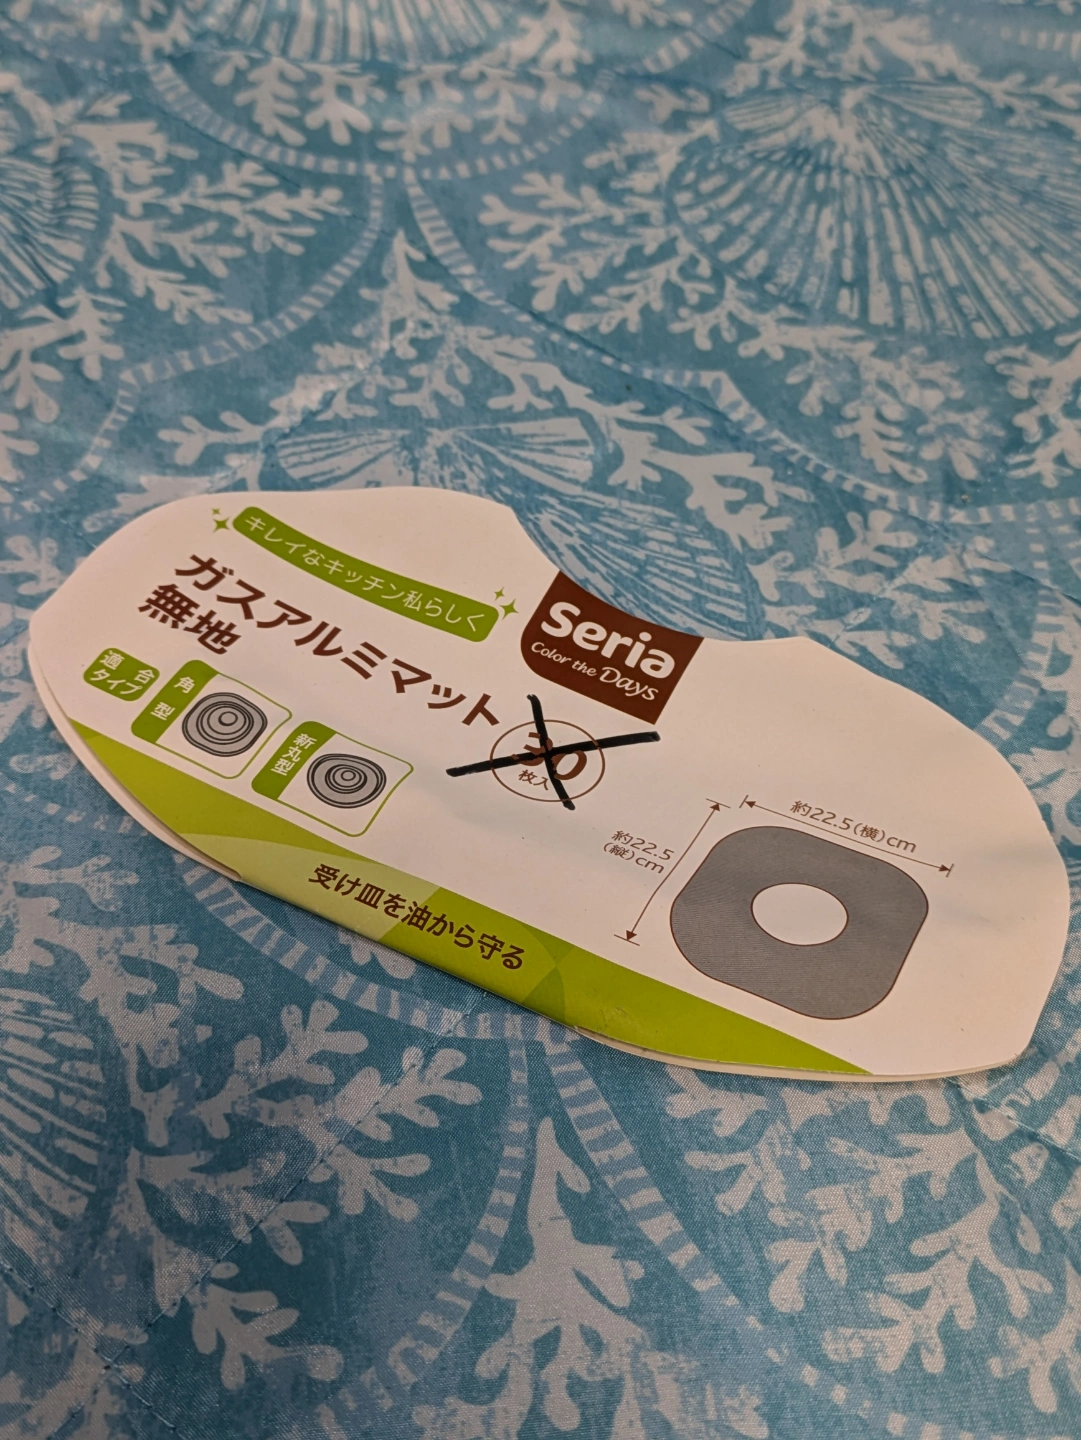 キレイなキッチン私らしく
ガスアルミマット
無地
Seria
Color the Days
適合
タイプ
角型
新丸型
30
枚入
約22.5(横)cm
約22.5
(縦)cm
受け皿を油から守る